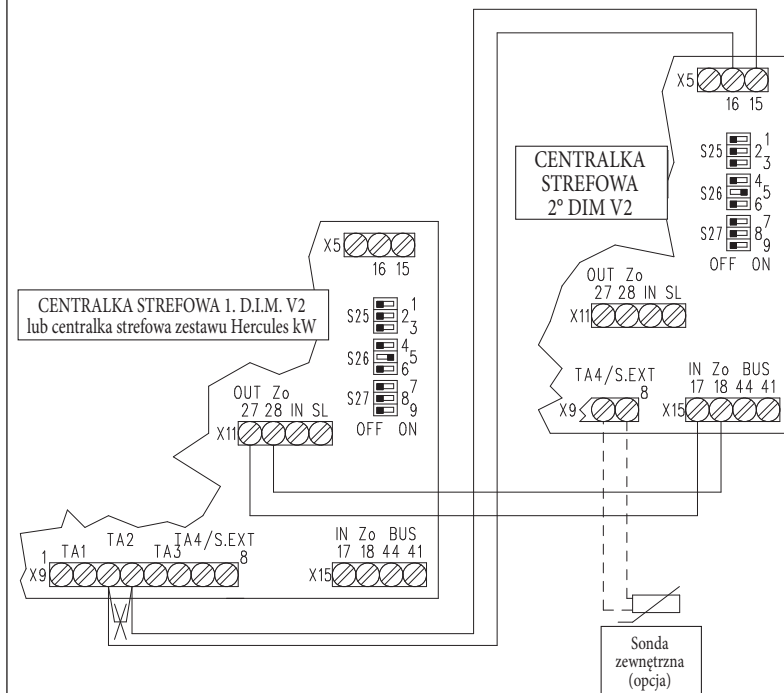 X5
16 15
S25
1
2
3
S26
4
5
6
S27
7
8
9
OFF ON
CENTRALKA
STREFOWA
2° DIM V2
OUT Zo
27 28 IN SL
X11
TA4/S.EXT
8
X9
IN Zo BUS
17 18 44 41
X15
X5
16 15
CENTRALKA STREFOWA 1. D.I.M. V2
lub centralka strefowa zestawu Hercules kW
S25
1
2
3
S26
4
5
6
S27
7
8
9
OFF ON
OUT Zo
27 28 IN SL
X11
1 TA1 TA2 TA3 TA4/S.EXT 8
X9
IN Zo BUS
17 18 44 41
X15
Sonda
zewnętrzna
(opcja)